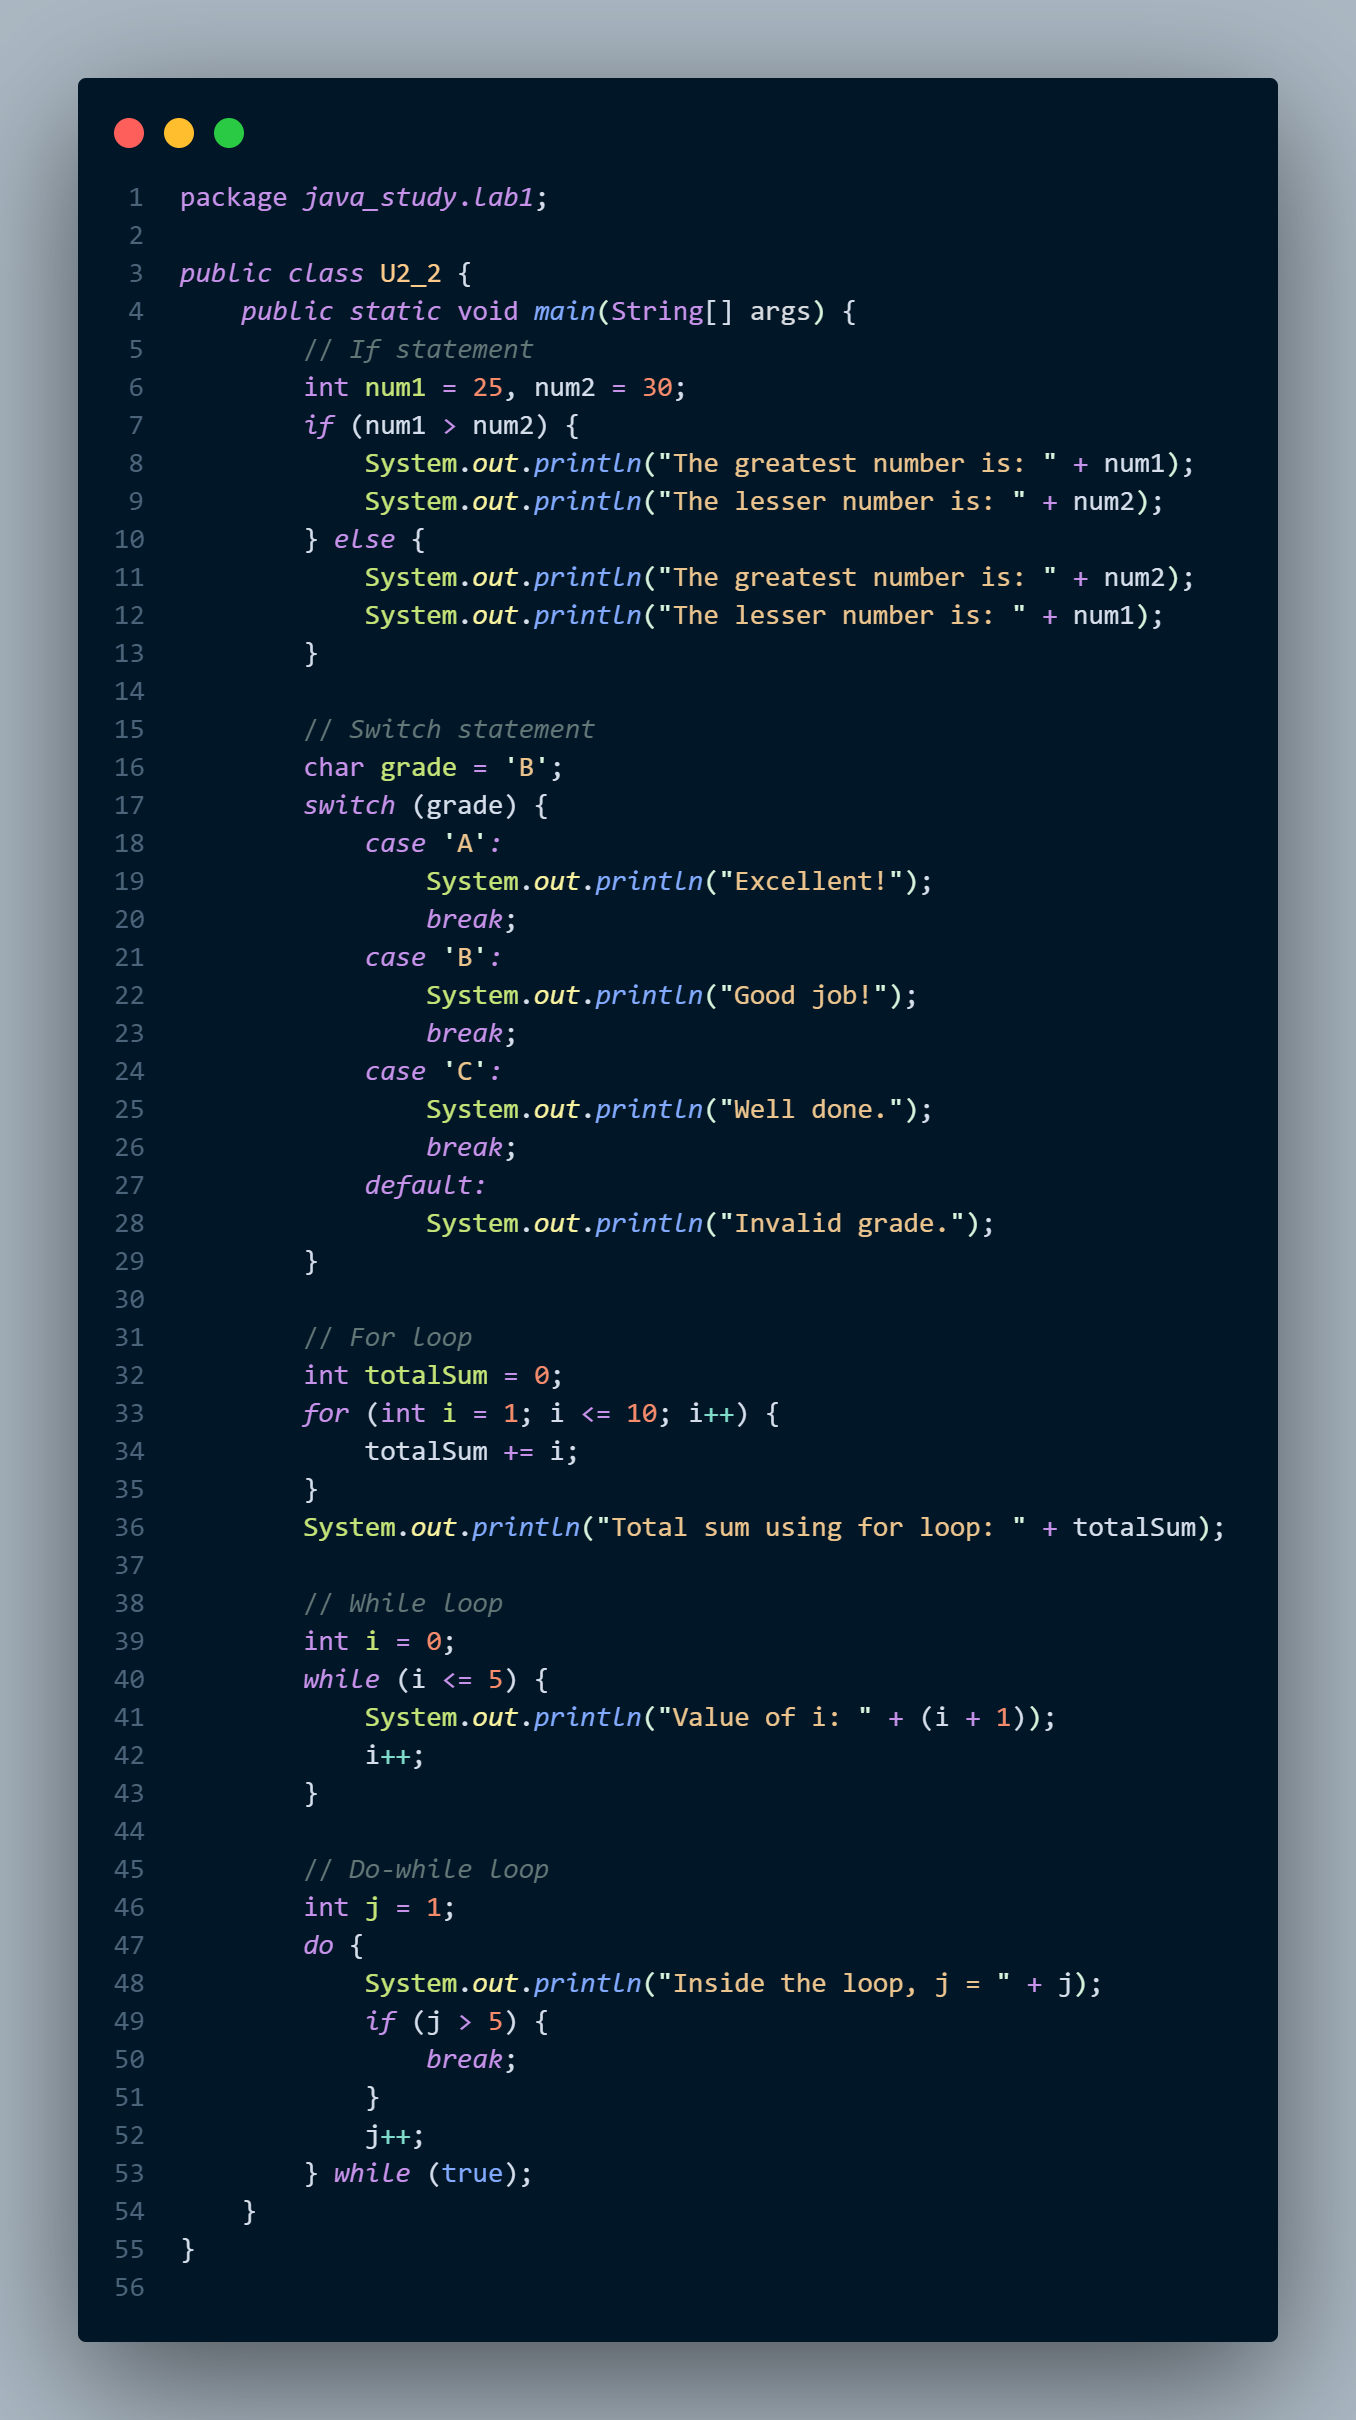 1 package java_study.lab1;
2
3 public class U2_2 {
4     public static void main(String[] args) {
5         // If statement
6         int num1 = 25, num2 = 30;
7         if (num1 > num2) {
8             System.out.println("The greatest number is: " + num1);
9             System.out.println("The lesser number is: " + num2);
10         } else {
11             System.out.println("The greatest number is: " + num2);
12             System.out.println("The lesser number is: " + num1);
13         }
14
15         // Switch statement
16         char grade = 'B';
17         switch (grade) {
18             case 'A':
19                 System.out.println("Excellent!");
20                 break;
21             case 'B':
22                 System.out.println("Good job!");
23                 break;
24             case 'C':
25                 System.out.println("Well done.");
26                 break;
27             default:
28                 System.out.println("Invalid grade.");
29         }
30
31         // For loop
32         int totalSum = 0;
33         for (int i = 1; i <= 10; i++) {
34             totalSum += i;
35         }
36         System.out.println("Total sum using for loop: " + totalSum);
37
38         // While loop
39         int i = 0;
40         while (i <= 5) {
41             System.out.println("Value of i: " + (i + 1));
42             i++;
43         }
44
45         // Do-while loop
46         int j = 1;
47         do {
48             System.out.println("Inside the loop, j = " + j);
49             if (j > 5) {
50                 break;
51             }
52             j++;
53         } while (true);
54     }
55 }
56